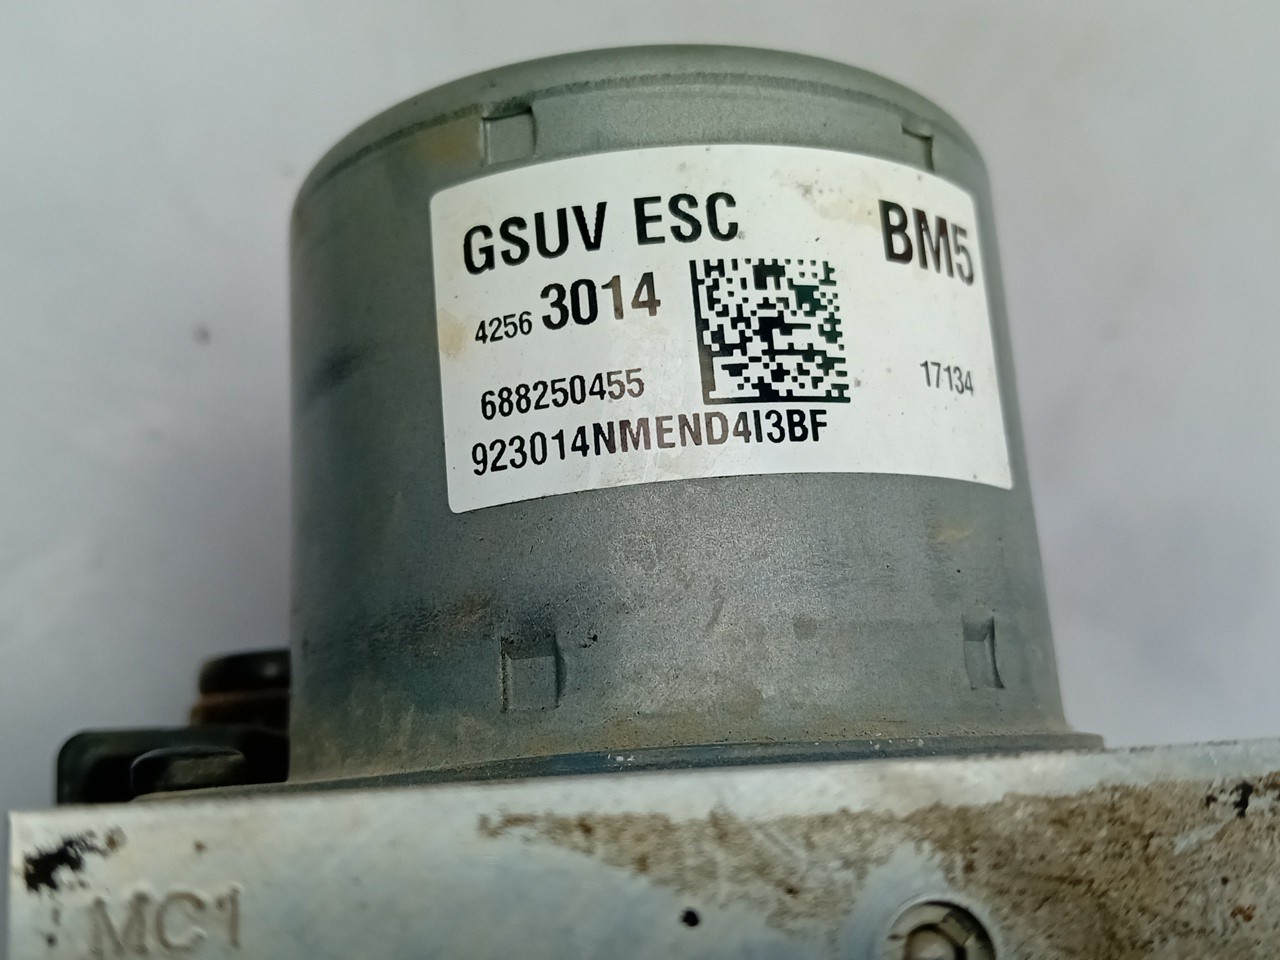 GSUV ESC BM5
4256 3014
688250455 17134
923014NMEND4I3BF
MC1